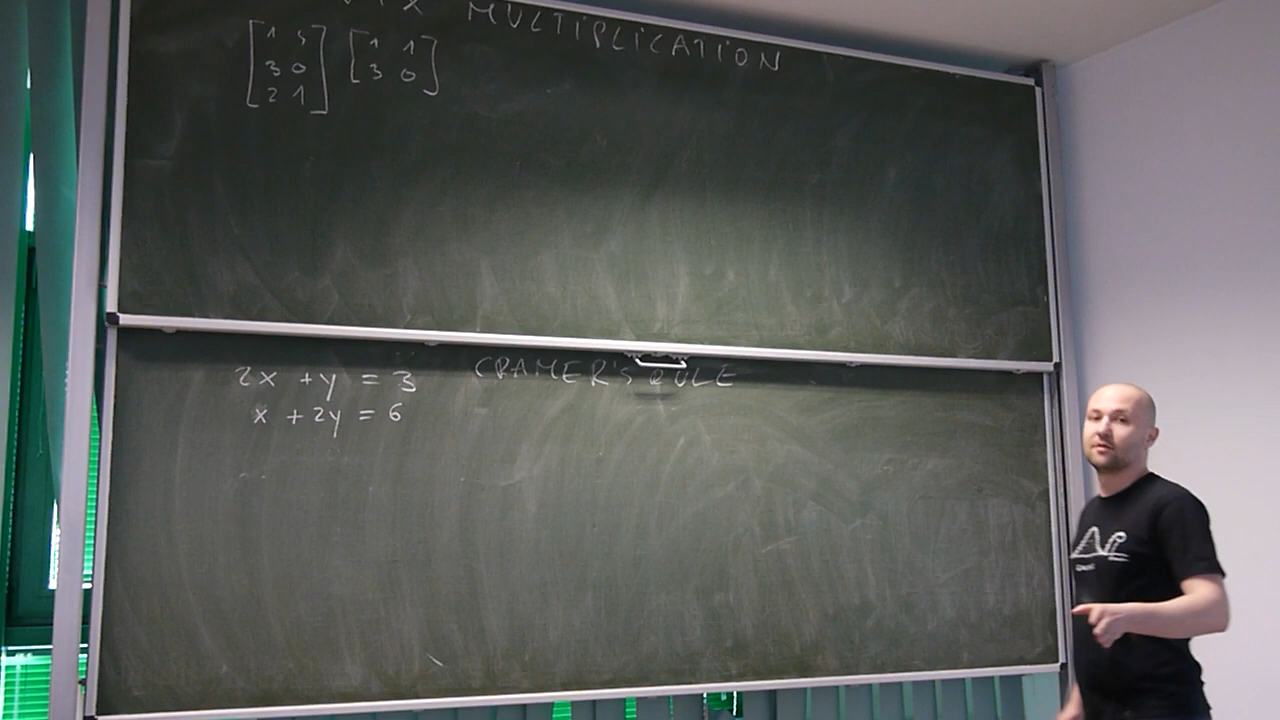 MULTIPLICATION
[1 5] [1 1]
[3 0] [3 0]
[2 1]
2x + y = 3 CRAMER'S RULE
x + 2y = 6